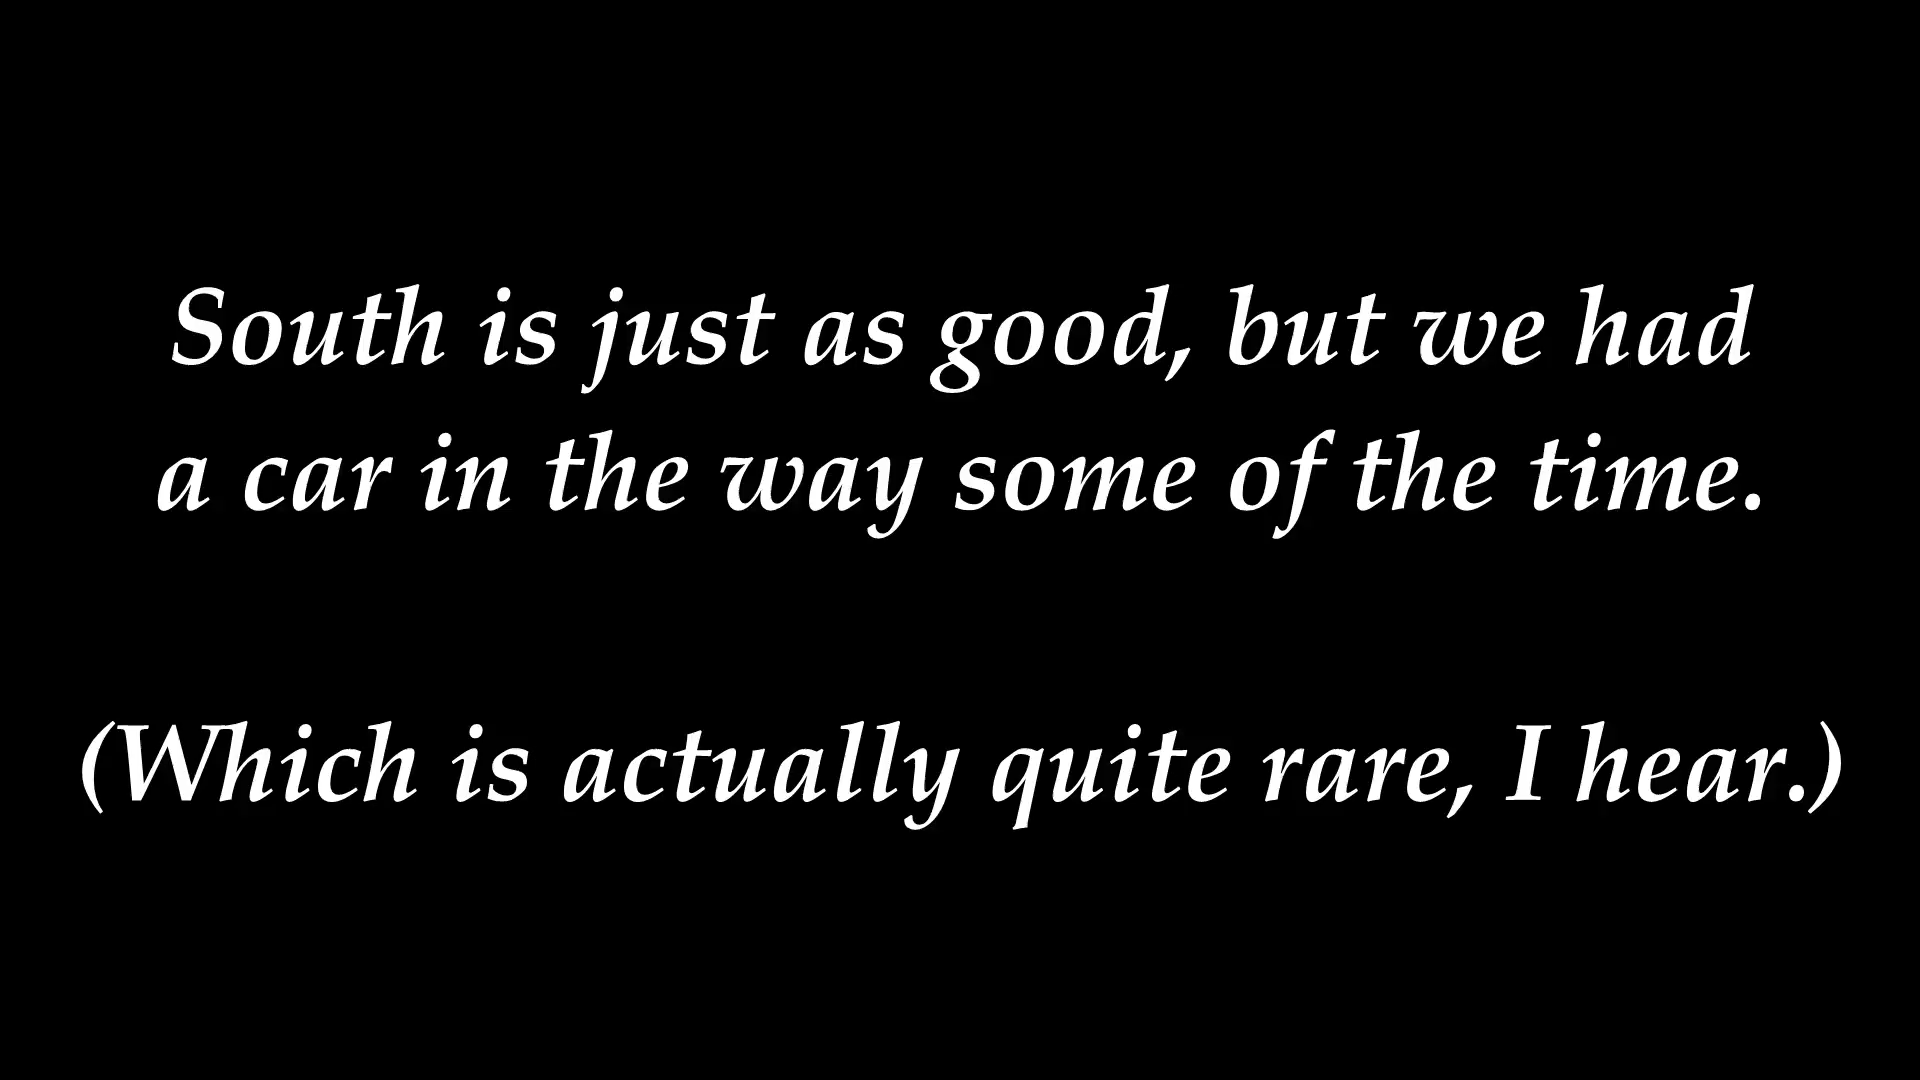 South is just as good, but we had
a car in the way some of the time.
(Which is actually quite rare, I hear.)